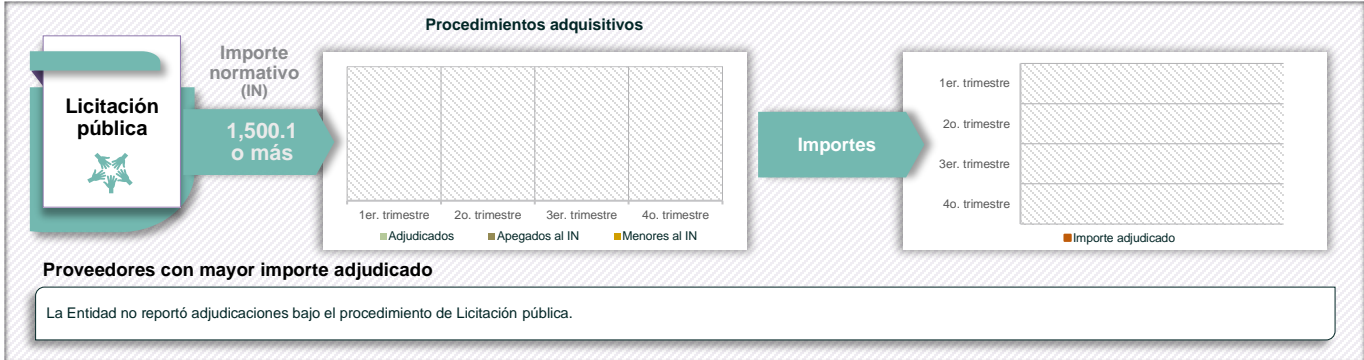 Procedimientos adquisitivos
Licitación
pública
Importe
normativo
(IN)
1,500.1
o más
1er. trimestre 2o. trimestre 3er. trimestre 4o. trimestre
Adjudicados Apegados al IN Menores al IN
Importes
1er. trimestre
2o. trimestre
3er. trimestre
4o. trimestre
Importe adjudicado
Proveedores con mayor importe adjudicado
La Entidad no reportó adjudicaciones bajo el procedimiento de Licitación pública.